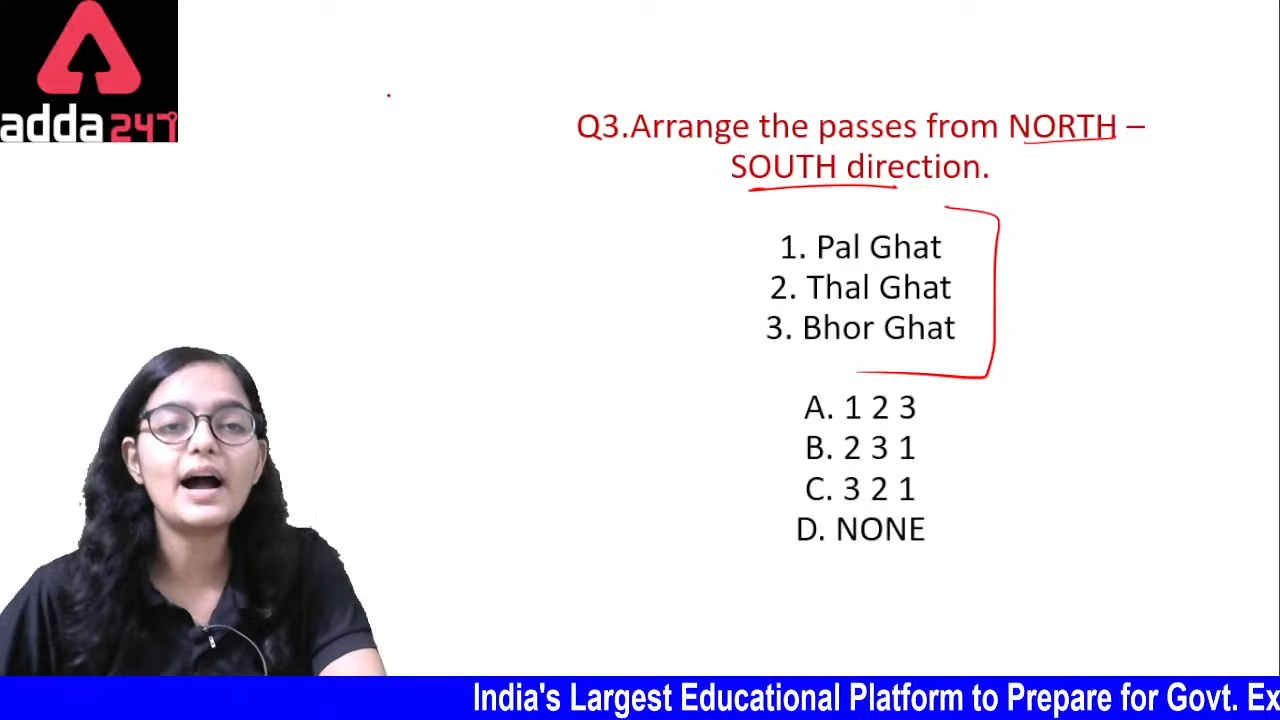 adda247
Q3.Arrange the passes from NORTH –
SOUTH direction.
1. Pal Ghat
2. Thal Ghat
3. Bhor Ghat
A. 1 2 3
B. 2 3 1
C. 3 2 1
D. NONE
India's Largest Educational Platform to Prepare for Govt. Ex